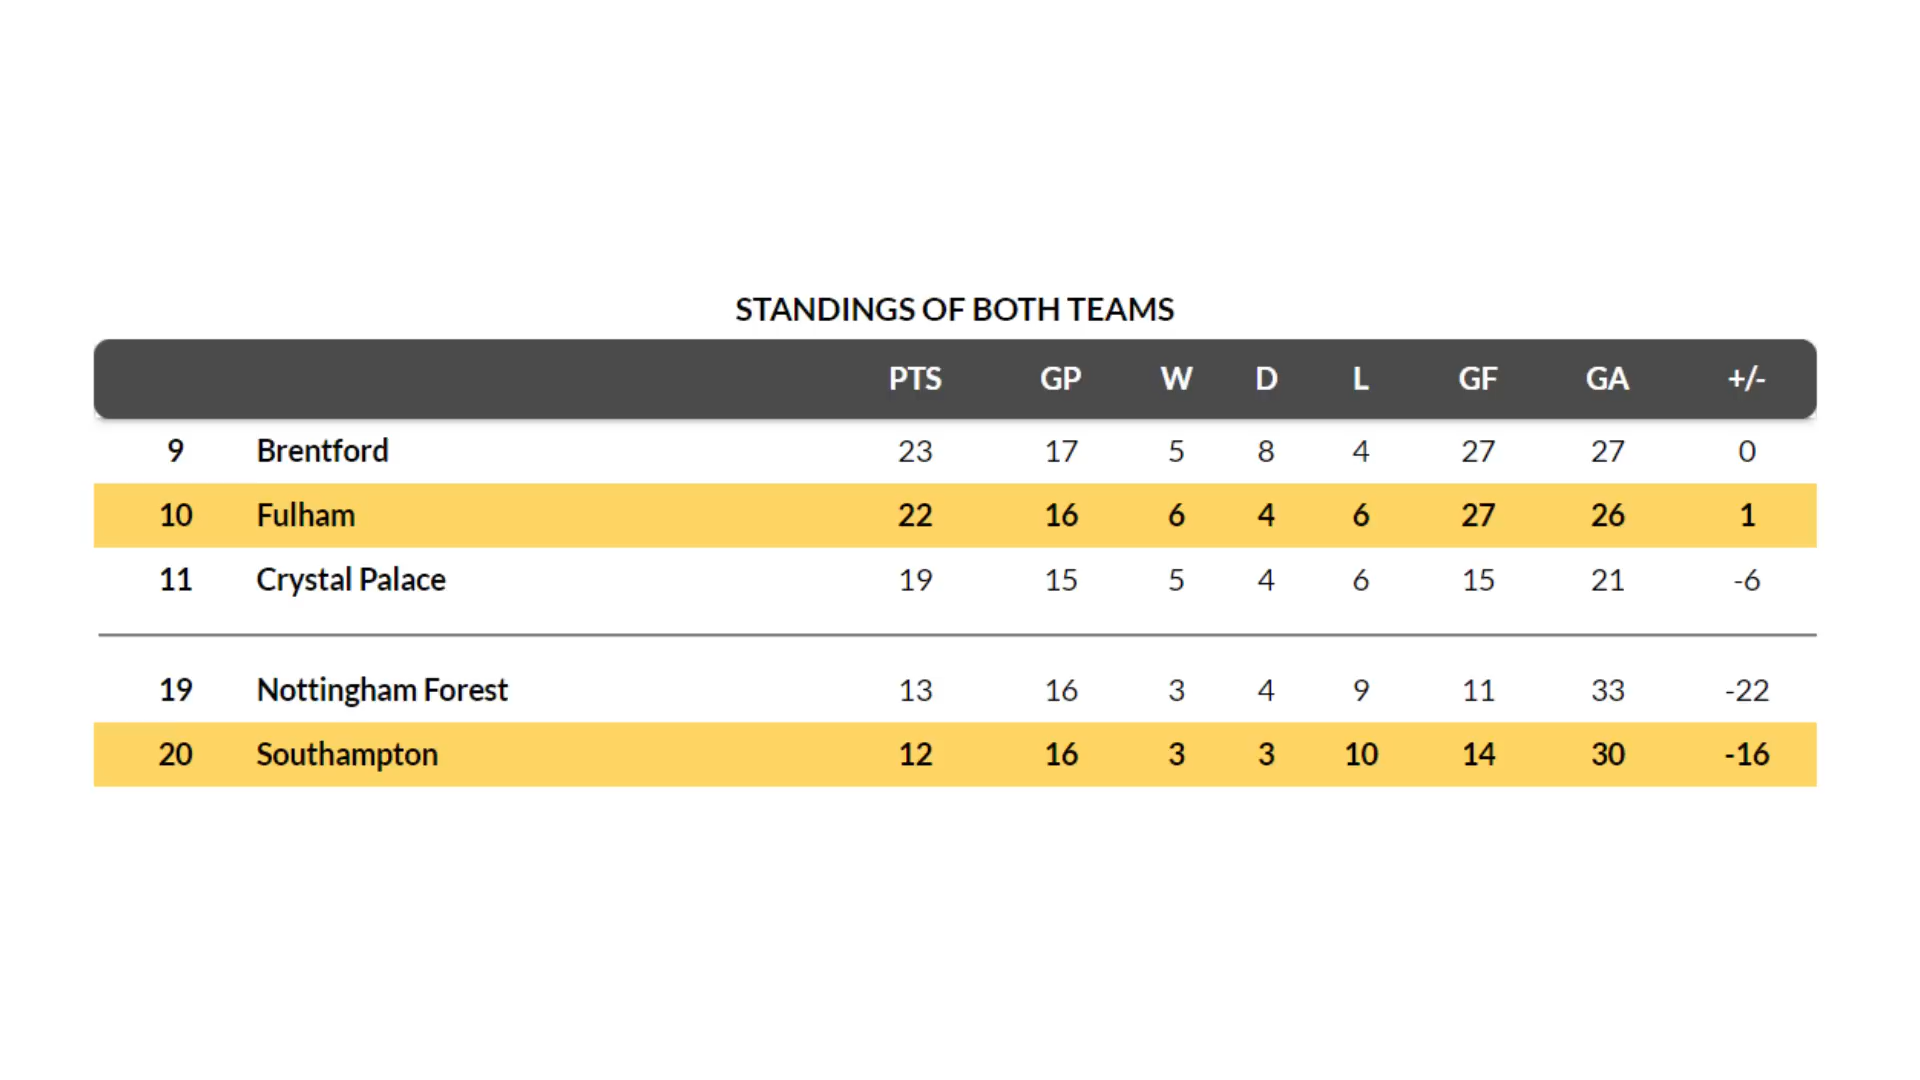 STANDINGS OF BOTH TEAMS
PTS GP W D L GF GA +/-
9 Brentford 23 17 5 8 4 27 27 0
10 Fulham 22 16 6 4 6 27 26 1
11 Crystal Palace 19 15 5 4 6 15 21 -6
19 Nottingham Forest 13 16 3 4 9 11 33 -22
20 Southampton 12 16 3 3 10 14 30 -16